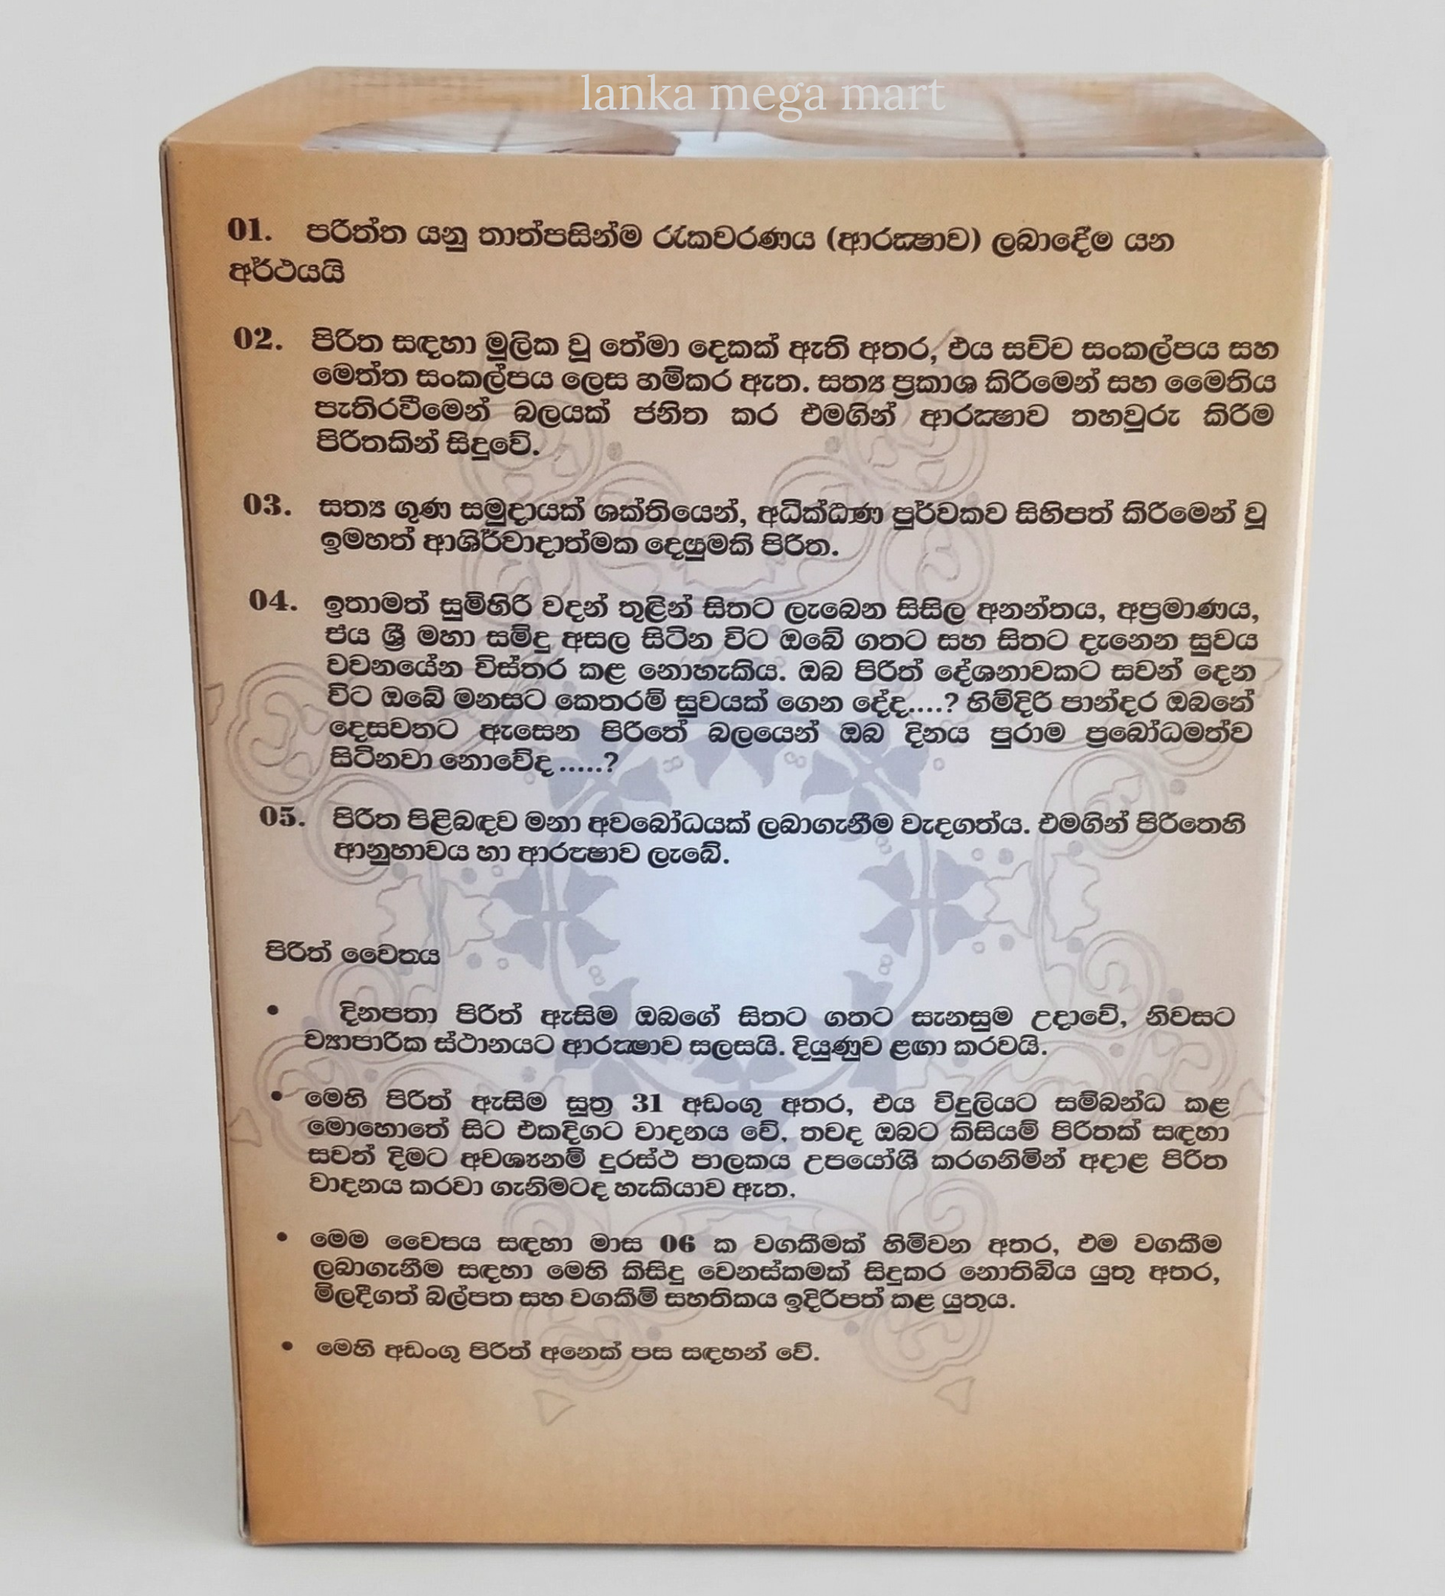 lanka mega mart
01. පරිත්ත යනු තාත්පසින්ම රැකවරණය (ආරක්‍ෂාව) ලබාදේීම යන
අර්ථයයි
02. පිරිත සඳහා මූලික වූ තේමා දෙකක් ඇති අතර, එය සච්ච සංකල්පය සහ
මෙත්ත සංකල්පය ලෙස හම්කර ඇත. සත්‍ය ප්‍රකාශ කිරීමෙන් සහ මෛතිය
පැතිරවීමෙන් බලයක් ජනිත කර එමගින් ආරක්‍ෂාව තහවුරු කිරීම
පිරිතකින් සිදුවේ.
03. සත්‍ය ගුණ සමුදායක් ශක්තියෙන්, අධික්ඨාණ පූර්වකව සිහිපත් කිරීමෙන් වූ
ඉමහත් ආශිර්වාදාත්මක දෙසුමකි පිරිත.
04. ඉතාමත් සුමිහිරි වදන් තුළින් සිතට ලැබෙන සිසිල අනන්තය, අප්‍රමාණය,
ජය ශ්‍රී මහා සමිඳු අසල සිටින විට ඔබේ ගතට සහ සිතට දැනෙන සුවය
වචනයේන විස්තර කළ නොහැකිය. ඔබ පිරිත් දේශනාවකට සවන් දෙන
විට ඔබේ මනසට කෙතරම් සුවයක් ගෙන දේද....? හිම්දිරි පාන්දර ඔබනේ
දෙසවතට ඇසෙන පිරිතේ බලයෙන් ඔබ දිනය පුරාම ප්‍රබෝධමත්ව
සිටිනවා නොවේද .....?
05. පිරිත පිළිබඳව මනා අවබෝධයක් ලබාගැනීම වැදගත්ය. එමගින් පිරිතෙහි
ආනුභාවය හා ආරක්‍ෂාව ලැබේ.
පිරිත් චෛතය
• දිනපතා පිරිත් ඇසීම ඔබගේ සිතට ගතට සැනසුම උදාවේ, නිවසට
ව්‍යාපාරික ස්ථානයට ආරක්‍ෂාව සලසයි. දියුණුව ළඟා කරවයි.
• මෙහි පිරිත් ඇසීම සූත්‍ර 31 අඩංගු අතර, එය විදුලියට සම්බන්ධ කළ
මොහොතේ සිට එකදිගට වාදනය වේ, තවද ඔබට කිසියම් පිරිතක් සඳහා
සවන් දීමට අවශ්‍යනම් දුරස්ථ පාලකය උපයෝගී කරගනිමින් අදාළ පිරිත
වාදනය කරවා ගැනීමටද හැකියාව ඇත.
• මෙම චෛසය සඳහා මාස 06 ක වගකීමක් හිමිවන අතර, එම වගකීම
ලබාගැනීම සඳහා මෙහි කිසිදු වෙනස්කමක් සිදුකර නොතිබිය යුතු අතර,
මිලදීගත් බිල්පත සහ වගකීම් සහතිකය ඉදිරිපත් කළ යුතුය.
• මෙහි අඩංගු පිරිත් අනෙක් පස සඳහන් වේ.